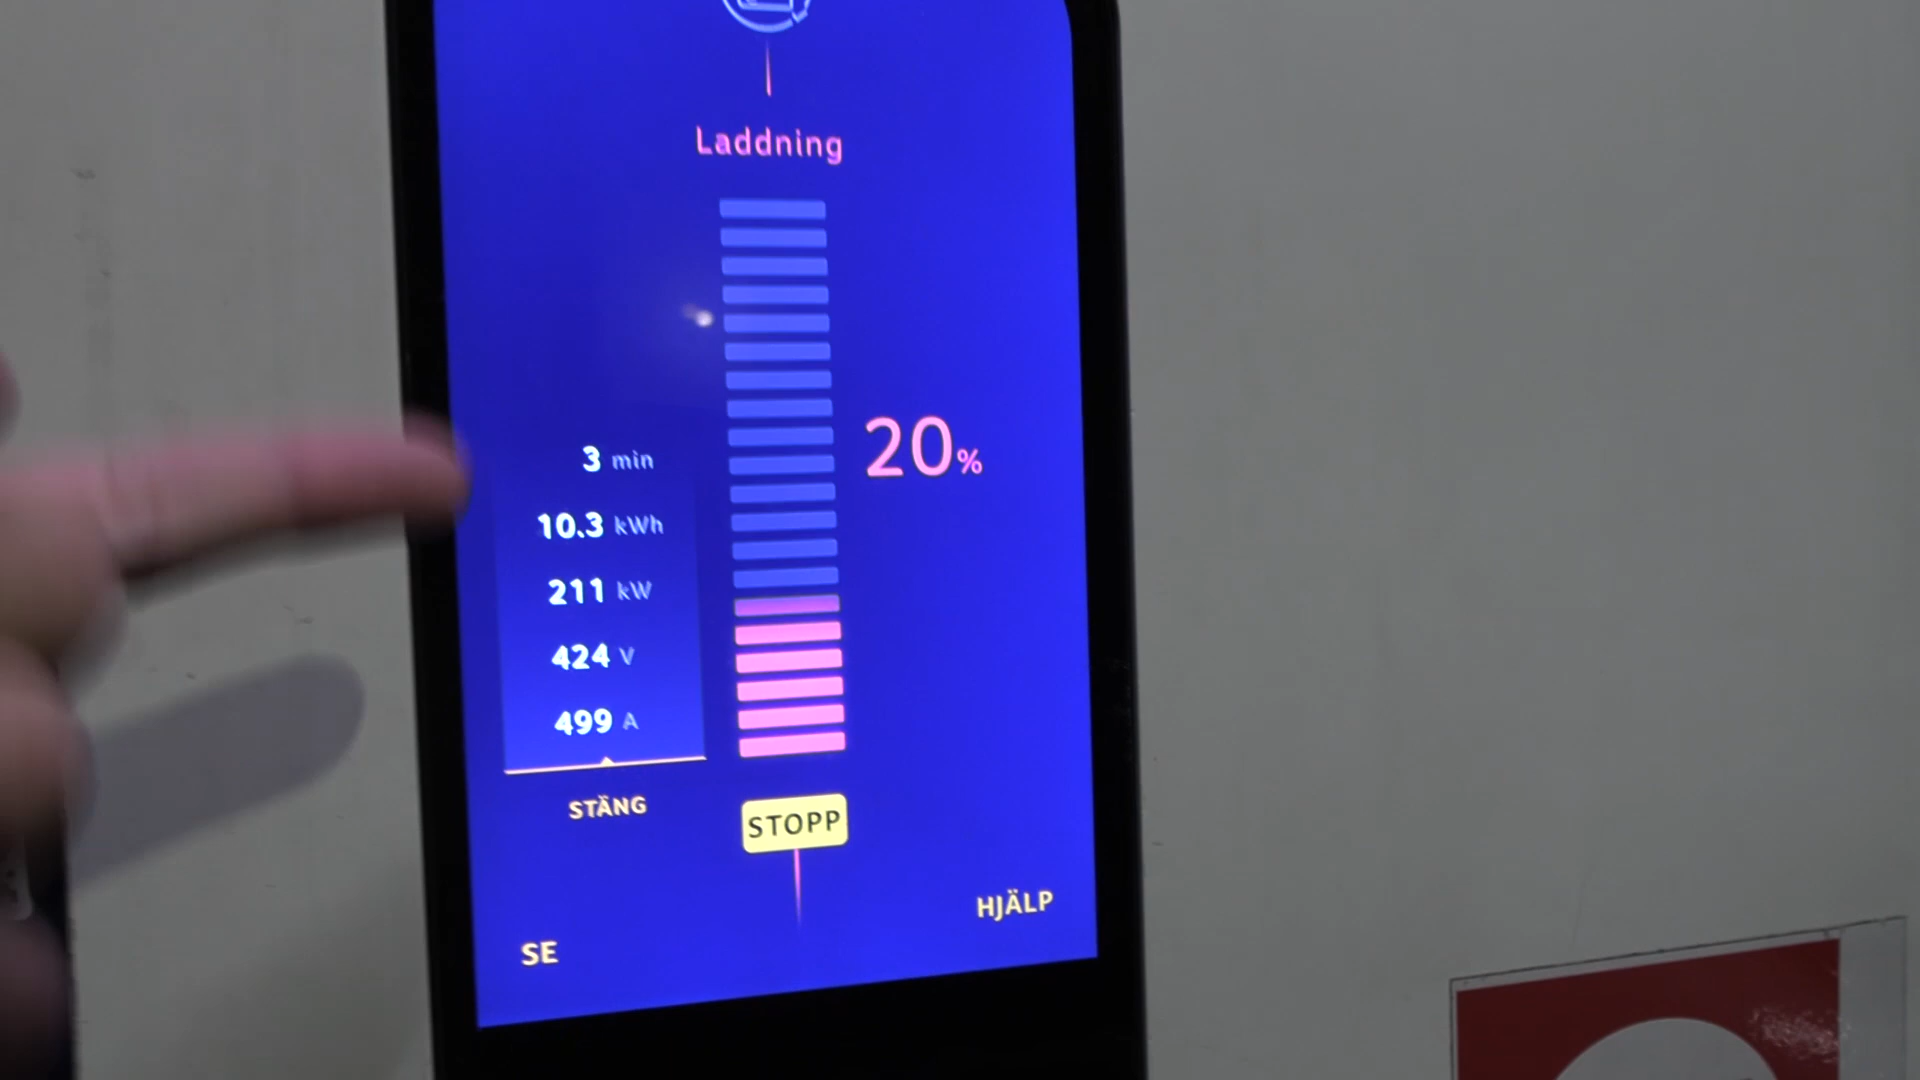 Laddning
20%
3 min
10.3 kWh
211 kW
424 V
499 A
STÄNG
STOPP
HJÄLP
SE